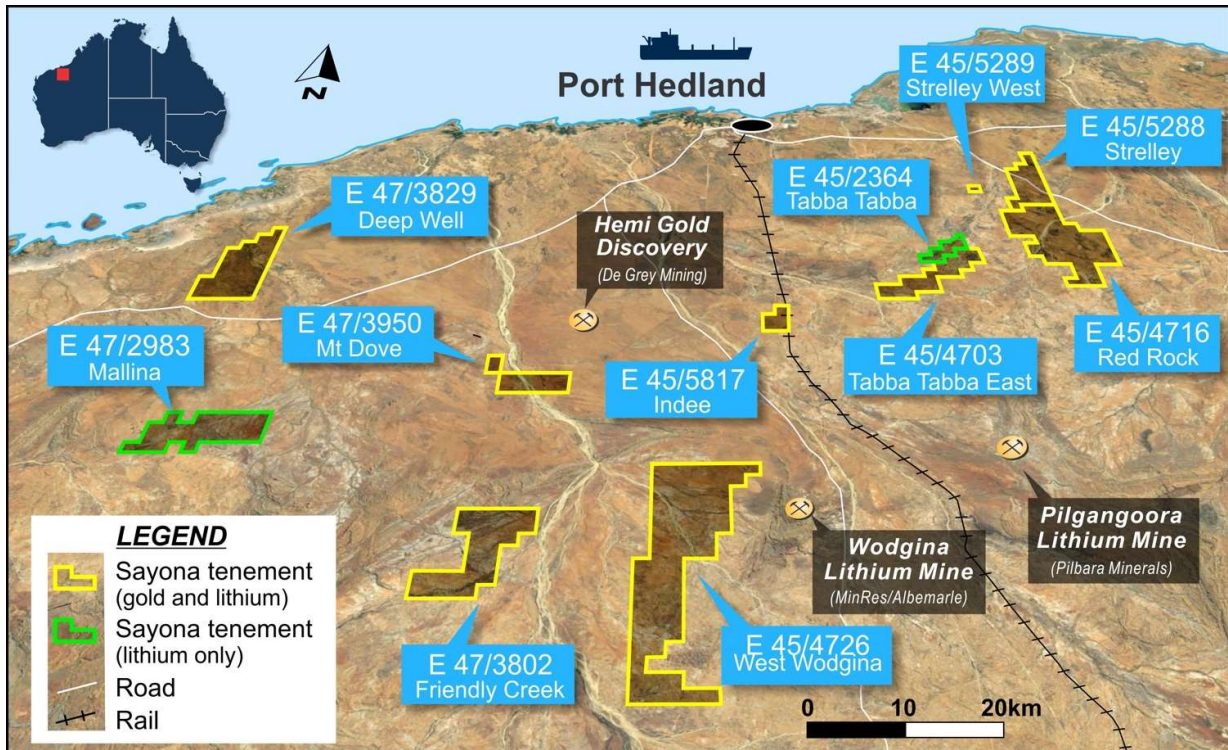 N
Port Hedland
E 45/5289
Strelley West
E 45/5288
Strelley
E 45/2364
Tabba Tabba
E 47/3829
Deep Well
Hemi Gold
Discovery
(De Grey Mining)
E 47/3950
Mt Dove
E 47/2983
Mallina
E 45/5817
Indee
E 45/4703
Tabba Tabba East
E 45/4716
Red Rock
Pilgangoora
Lithium Mine
(Pilbara Minerals)
Wodgina
Lithium Mine
(MinRes/Albemarle)
E 45/4726
West Wodgina
E 47/3802
Friendly Creek
LEGEND
Sayona tenement
(gold and lithium)
Sayona tenement
(lithium only)
Road
Rail
0 10 20km